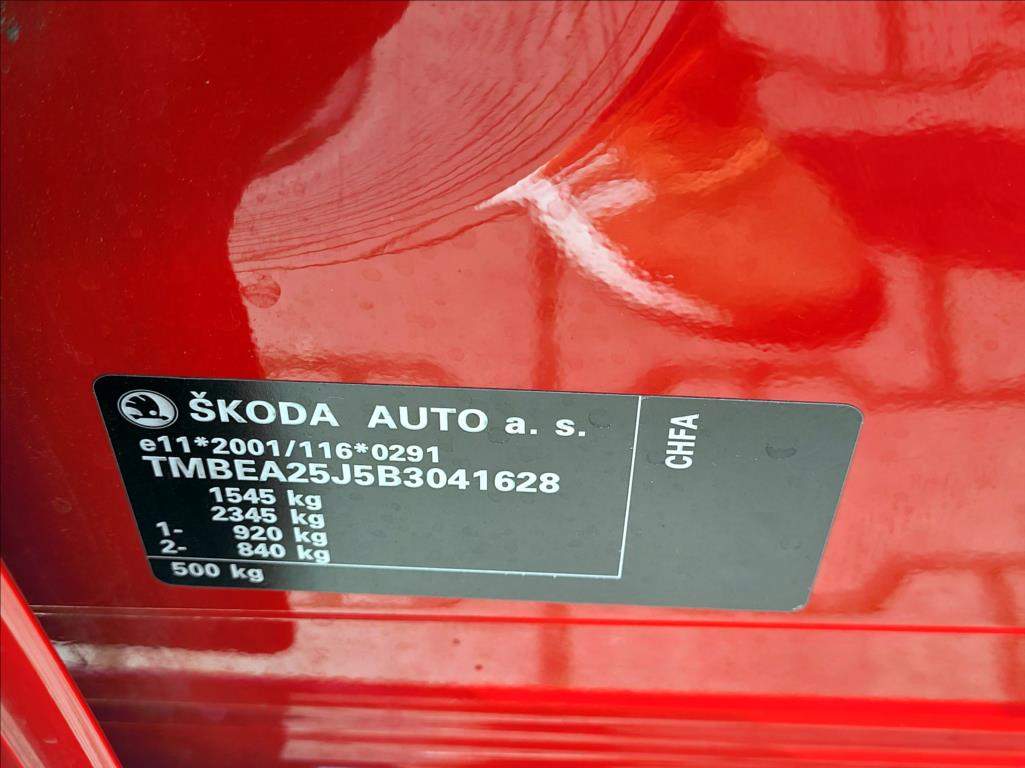 ŠKODA AUTO a. s.
e11*2001/116*0291
TMBEA25J5B3041628
1545 kg
2345 kg
1- 920 kg
2- 840 kg
500 kg
CHFA